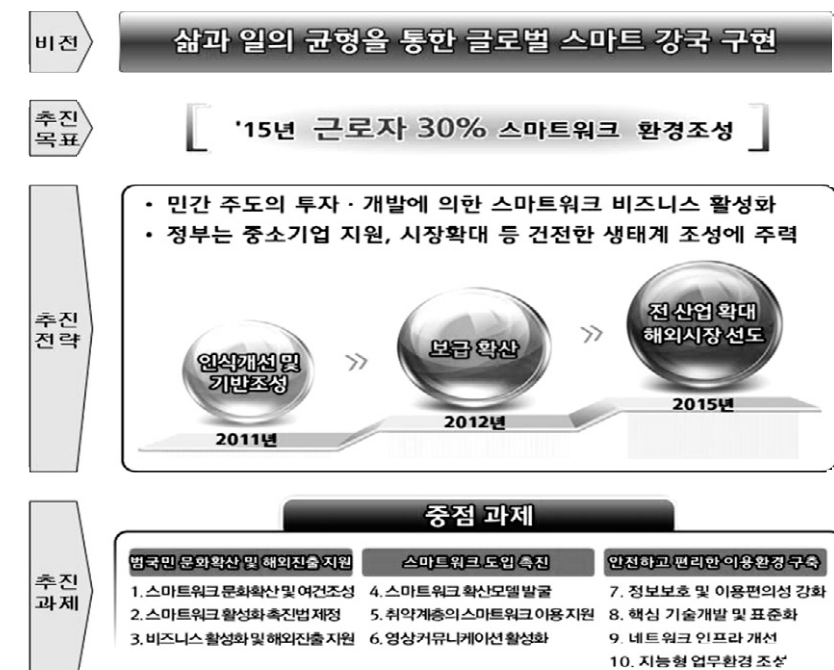 비전
삶과 일의 균형을 통한 글로벌 스마트 강국 구현
추진
목표
'15년 근로자 30% 스마트워크 환경조성
추진
전략
• 민간 주도의 투자 · 개발에 의한 스마트워크 비즈니스 활성화
• 정부는 중소기업 지원, 시장확대 등 건전한 생태계 조성에 주력
인식개선 및
기반조성
2011년
보급 확산
2012년
전 산업 확대
해외시장 선도
2015년
추진
과제
중점 과제
범국민 문화확산 및 해외진출 지원
1. 스마트워크 문화확산 및 여건조성
2. 스마트워크 활성화 촉진법 제정
3. 비즈니스 활성화 및 해외진출 지원
스마트워크 도입 촉진
4. 스마트워크 확산모델 발굴
5. 취약계층의 스마트워크 이용 지원
6. 영상커뮤니케이션 활성화
안전하고 편리한 이용환경 구축
7. 정보보호 및 이용편의성 강화
8. 핵심 기술개발 및 표준화
9. 네트워크 인프라 개선
10. 지능형 업무환경 조성